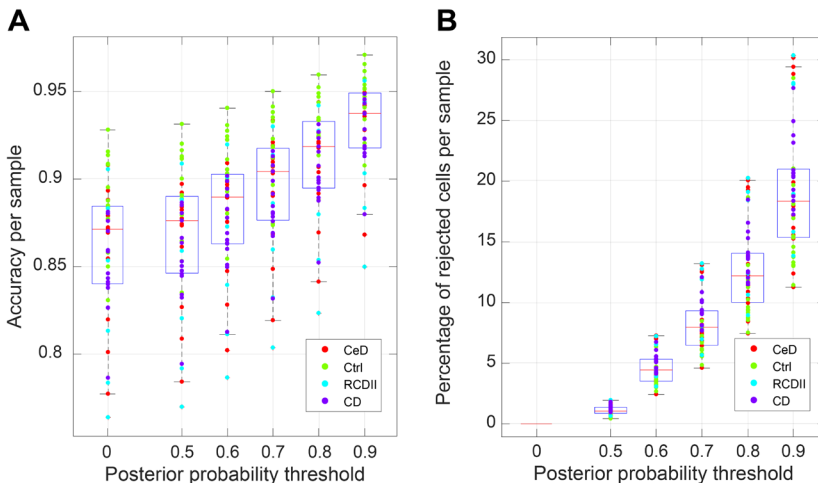 A
Accuracy per sample
0.95
0.9
0.85
0.8
CeD
Ctrl
RCDII
CD
0 0.5 0.6 0.7 0.8 0.9
Posterior probability threshold
B
Percentage of rejected cells per sample
30
25
20
15
10
5
0
CeD
Ctrl
RCDII
CD
0 0.5 0.6 0.7 0.8 0.9
Posterior probability threshold